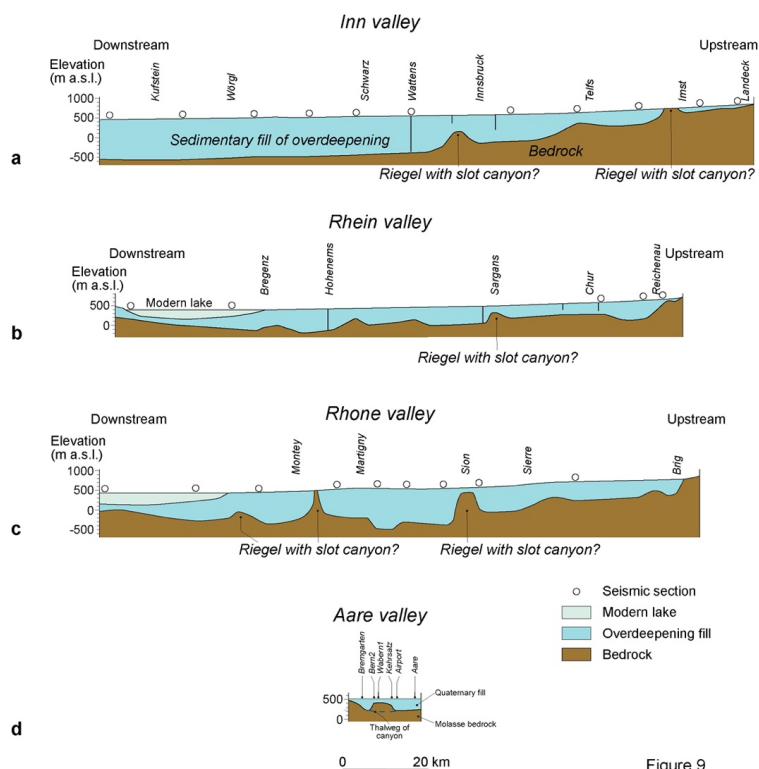 Inn valley
Downstream
Upstream
Elevation
(m a.s.l.)
Kufstein
Wörgl
Schwarz
Wattens
Innsbruck
Telfs
Imst
Landeck
1000
500
0
-500
Sedimentary fill of overdeepening
Bedrock
a
Riegel with slot canyon?
Riegel with slot canyon?
Rhein valley
Downstream
Upstream
Elevation
(m a.s.l.)
Bregenz
Hohenems
Sargans
Chur
Reichenau
500
0
Modern lake
b
Riegel with slot canyon?
Rhone valley
Downstream
Upstream
Elevation
(m a.s.l.)
Montey
Martigny
Sion
Sierre
Brig
1000
500
0
-500
c
Riegel with slot canyon?
Riegel with slot canyon?
Seismic section
Modern lake
Overdeepening fill
Bedrock
Aare valley
Bremgarten
Bern2
Wabern1
Kehrsatz
Airport
Aare
500
0
Quaternary fill
Molasse bedrock
Thalweg of
canyon
d
0
20 km
Figure 9